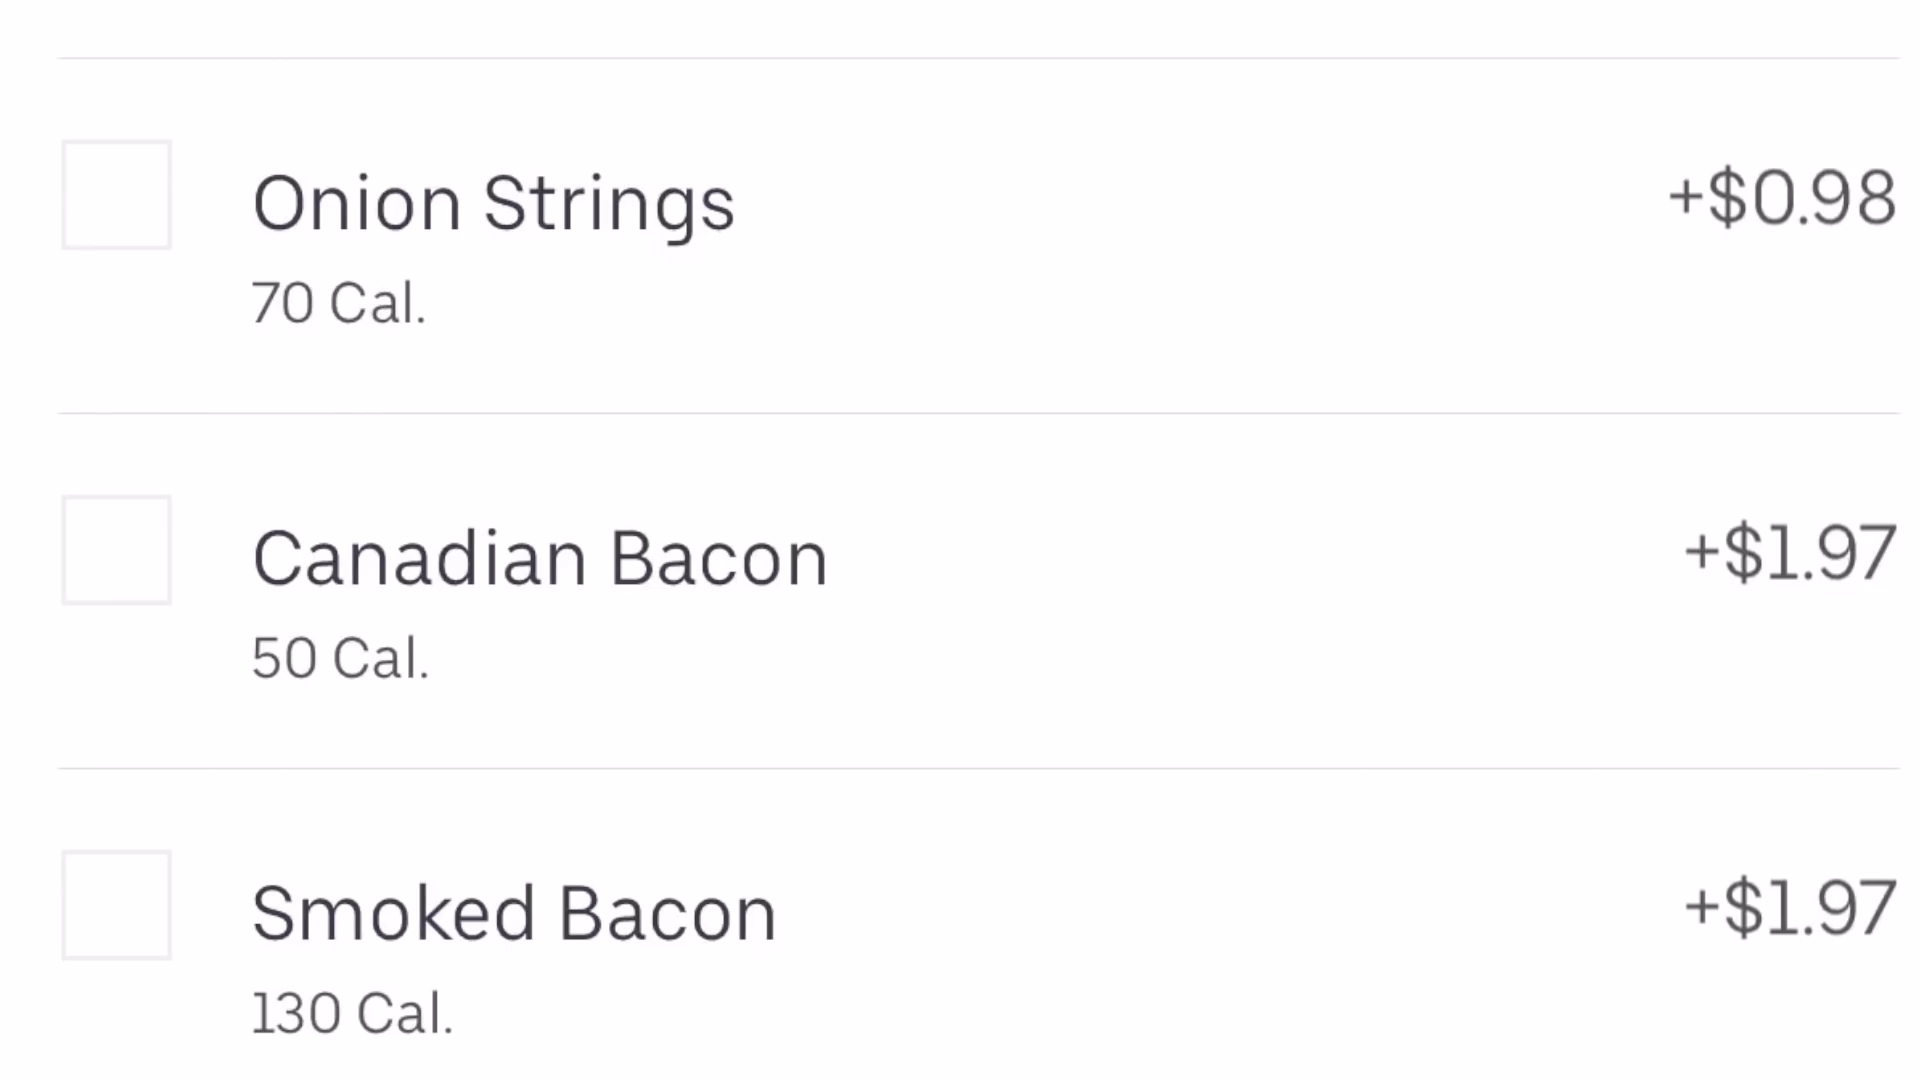 Onion Strings +$0.98
70 Cal.
Canadian Bacon +$1.97
50 Cal.
Smoked Bacon +$1.97
130 Cal.